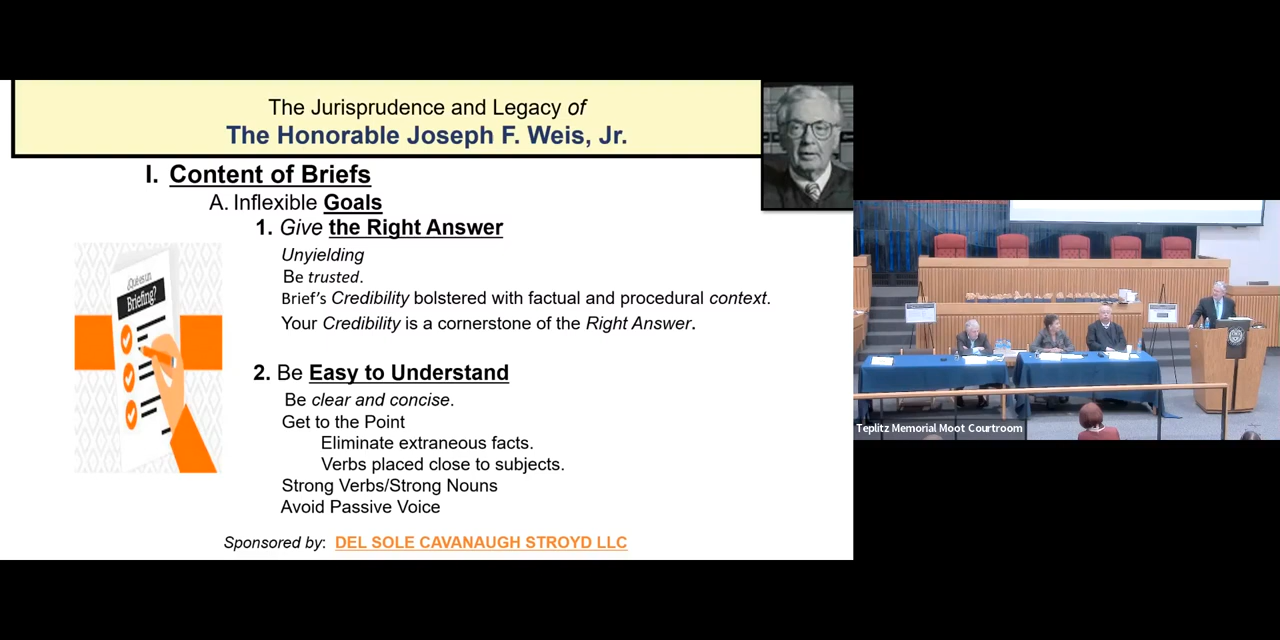 The Jurisprudence and Legacy of
The Honorable Joseph F. Weis, Jr.
I. Content of Briefs
A. Inflexible Goals
1. Give the Right Answer
Unyielding
Be trusted.
Brief's Credibility bolstered with factual and procedural context.
Your Credibility is a cornerstone of the Right Answer.
¿Qué es un
Briefing?
2. Be Easy to Understand
Be clear and concise.
Get to the Point
Eliminate extraneous facts.
Verbs placed close to subjects.
Strong Verbs/Strong Nouns
Avoid Passive Voice
Sponsored by: DEL SOLE CAVANAUGH STROYD LLC
Teplitz Memorial Moot Courtroom